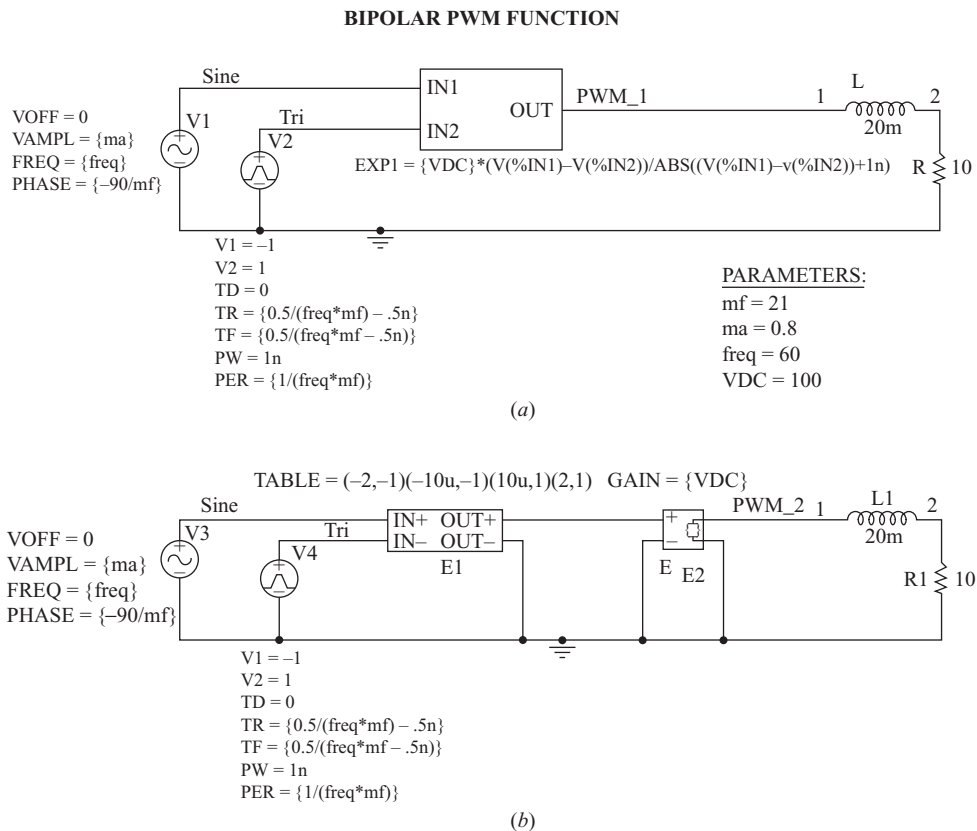 BIPOLAR PWM FUNCTION
Sine
IN1
OUT
PWM_1
1
L
2
20m
VOFF = 0
VAMPL = {ma}
FREQ = {freq}
PHASE = {–90/mf}
V1
Tri
V2
IN2
EXP1 = {VDC}*(V(%IN1)–V(%IN2))/ABS((V(%IN1)–v(%IN2))+1n)
R
10
V1 = –1
V2 = 1
TD = 0
TR = {0.5/(freq*mf) – .5n}
TF = {0.5/(freq*mf – .5n)}
PW = 1n
PER = {1/(freq*mf)}
PARAMETERS:
mf = 21
ma = 0.8
freq = 60
VDC = 100
(a)
TABLE = (–2,–1)(–10u,–1)(10u,1)(2,1) GAIN = {VDC}
Sine
IN+ OUT+
IN– OUT–
E1
+
–
E
E2
PWM_2
1
L1
2
20m
VOFF = 0
VAMPL = {ma}
FREQ = {freq}
PHASE = {–90/mf}
V3
Tri
V4
R1
10
V1 = –1
V2 = 1
TD = 0
TR = {0.5/(freq*mf) – .5n}
TF = {0.5/(freq*mf – .5n)}
PW = 1n
PER = {1/(freq*mf)}
(b)